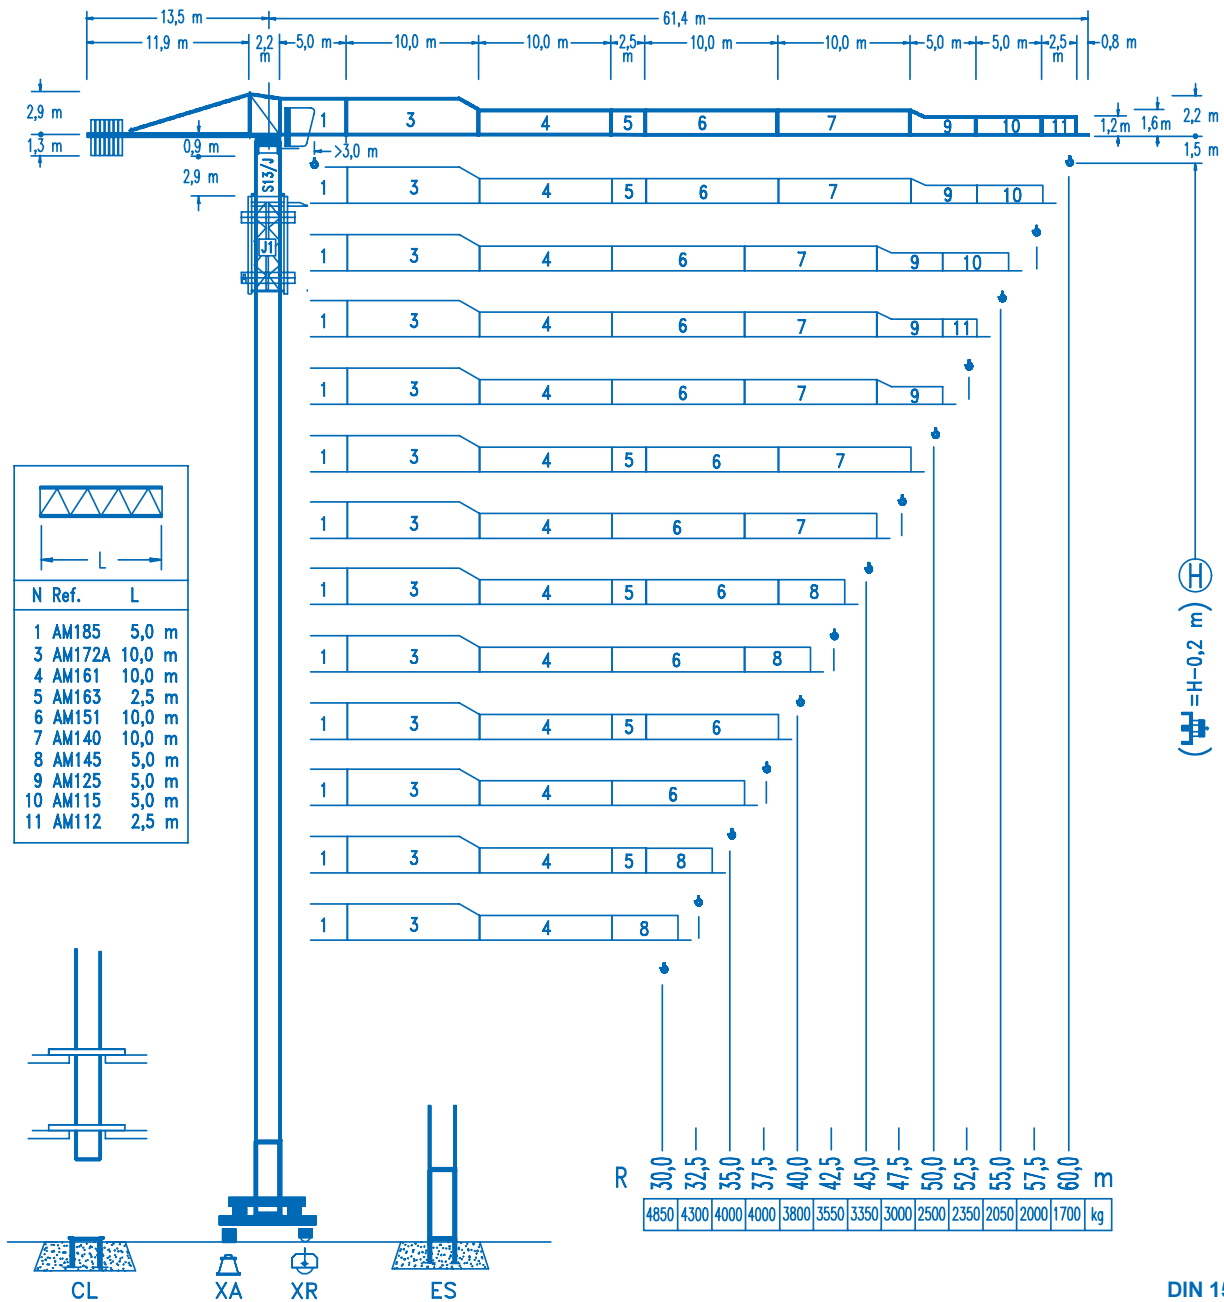 13,5 m
61,4 m
11,9 m
2,2 m
5,0 m
10,0 m
10,0 m
2,5 m
10,0 m
10,0 m
5,0 m
5,0 m
2,5 m
0,8 m
2,9 m
1,3 m
0,9 m
2,9 m
>3,0 m
1,2 m
1,6 m
2,2 m
1,5 m
S13/J
J1
1 3 4 5 6 7 9 10 11
1 3 4 5 6 7 9 10
1 3 4 6 7 9 10
1 3 4 6 7 9 11
1 3 4 6 7 9
1 3 4 5 6 7
1 3 4 6 7
1 3 4 5 6 8
1 3 4 6 8
1 3 4 5 6
1 3 4 6
1 3 4 5 8
1 3 4 8
L
N Ref. L
1 AM185 5,0 m
3 AM172A 10,0 m
4 AM161 10,0 m
5 AM163 2,5 m
6 AM151 10,0 m
7 AM140 10,0 m
8 AM145 5,0 m
9 AM125 5,0 m
10 AM115 5,0 m
11 AM112 2,5 m
H
( =H-0,2 m)
R 30,0 32,5 35,0 37,5 40,0 42,5 45,0 47,5 50,0 52,5 55,0 57,5 60,0 m
4850 4300 4000 4000 3800 3550 3350 3000 2500 2350 2050 2000 1700 kg
CL
XA
XR
ES
DIN